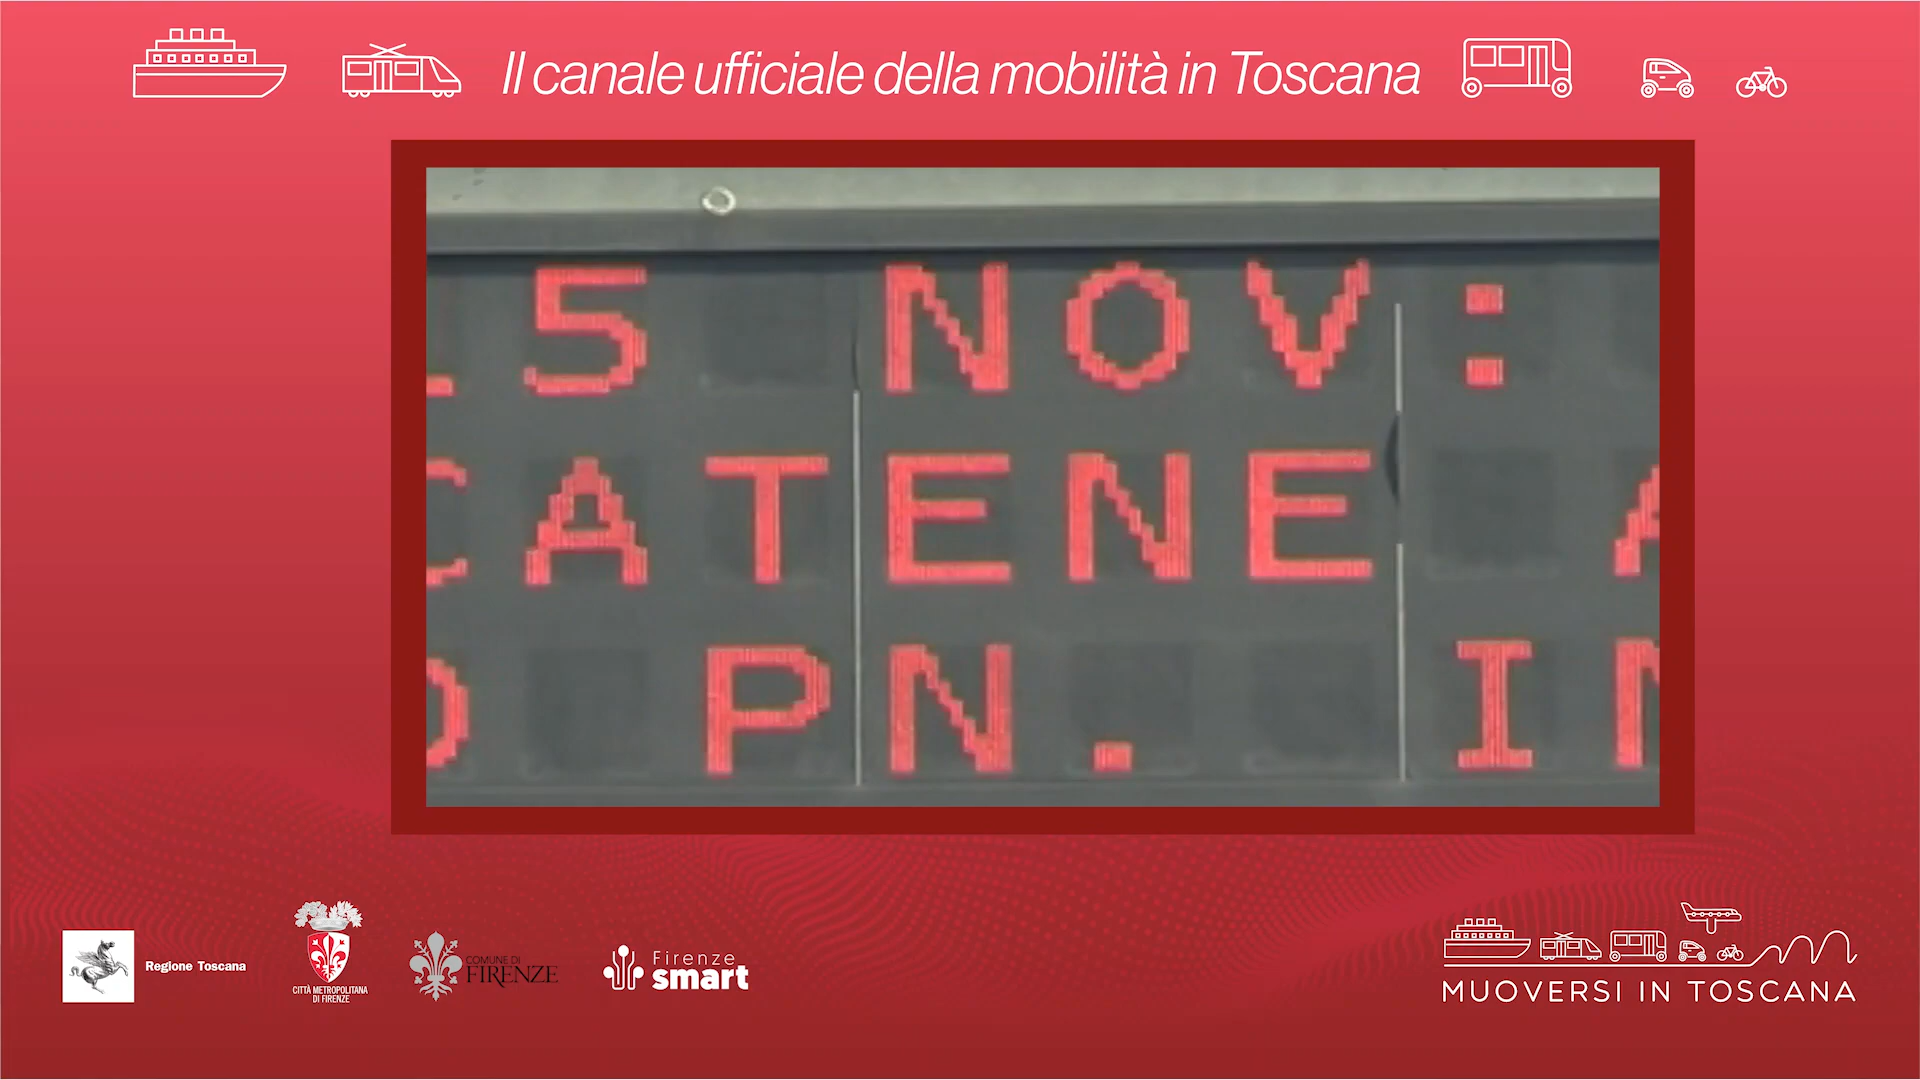 Il canale ufficiale della mobilità in Toscana
5 NOV:
CATENE
PN.
Regione Toscana
CITTÀ METROPOLITANA
DI FIRENZE
COMUNE DI
FIRENZE
Firenze
smart
MUOVERSI IN TOSCANA